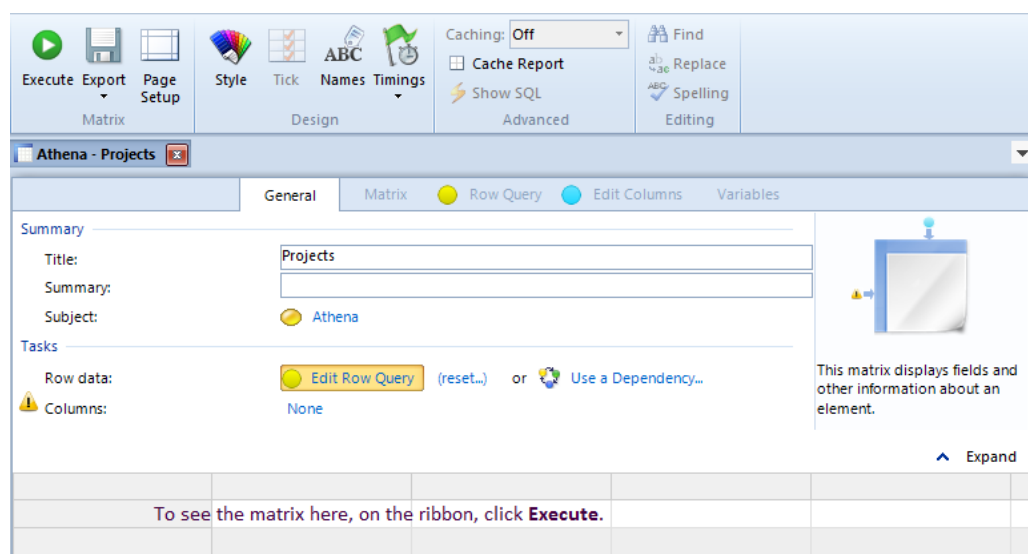 Execute Export Page Setup
Matrix
Style Tick Names Timings
Design
Caching: Off
Cache Report
Show SQL
Advanced
Find
Replace
Spelling
Editing
Athena - Projects
General Matrix Row Query Edit Columns Variables
Summary
Title: Projects
Summary:
Subject: Athena
Tasks
Row data: Edit Row Query (reset...) or Use a Dependency...
Columns: None
This matrix displays fields and
other information about an
element.
Expand
To see the matrix here, on the ribbon, click Execute.